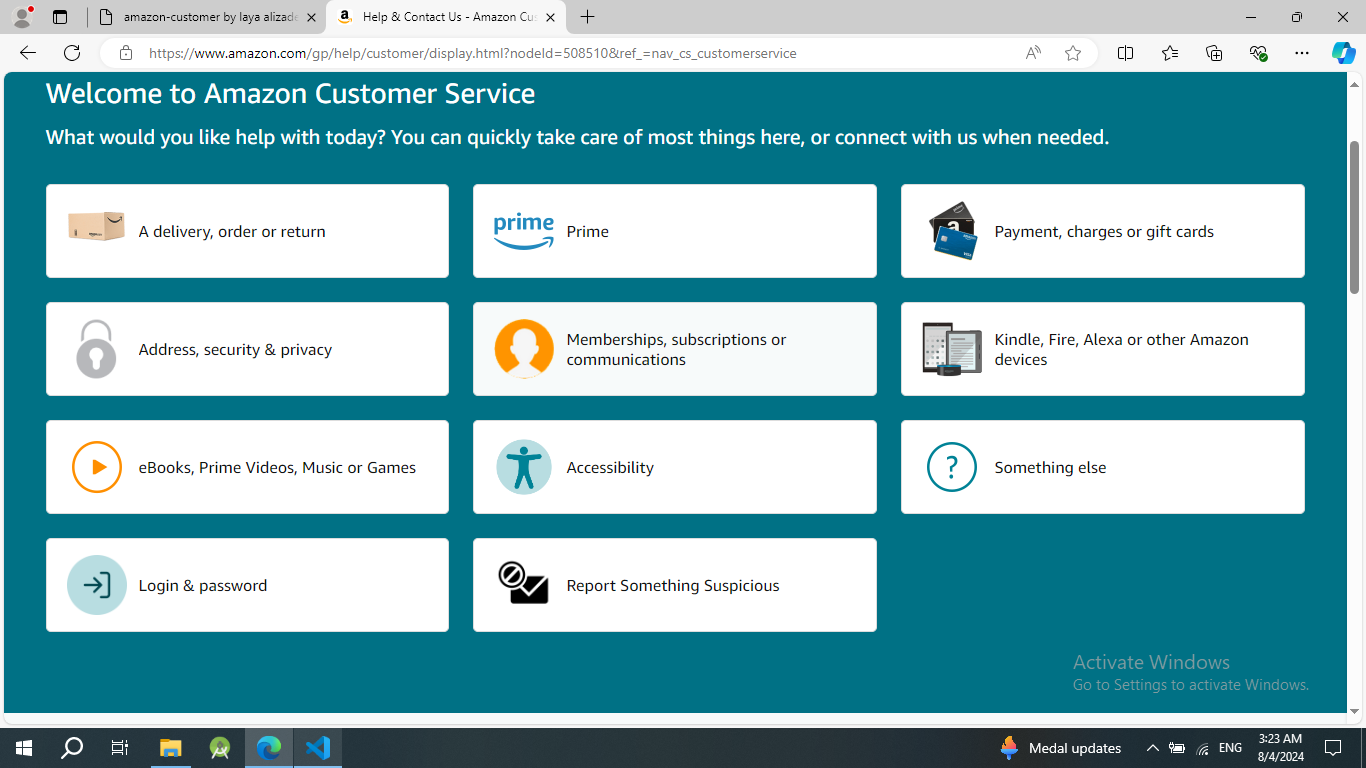 amazon-customer by laya alizade
Help & Contact Us - Amazon Cus
https://www.amazon.com/gp/help/customer/display.html?nodeId=508510&ref_=nav_cs_customerservice
Welcome to Amazon Customer Service
What would you like help with today? You can quickly take care of most things here, or connect with us when needed.
A delivery, order or return
prime
Prime
Payment, charges or gift cards
Address, security & privacy
Memberships, subscriptions or
communications
Kindle, Fire, Alexa or other Amazon
devices
eBooks, Prime Videos, Music or Games
Accessibility
?
Something else
Login & password
Report Something Suspicious
Activate Windows
Go to Settings to activate Windows.
Medal updates
ENG
3:23 AM
8/4/2024